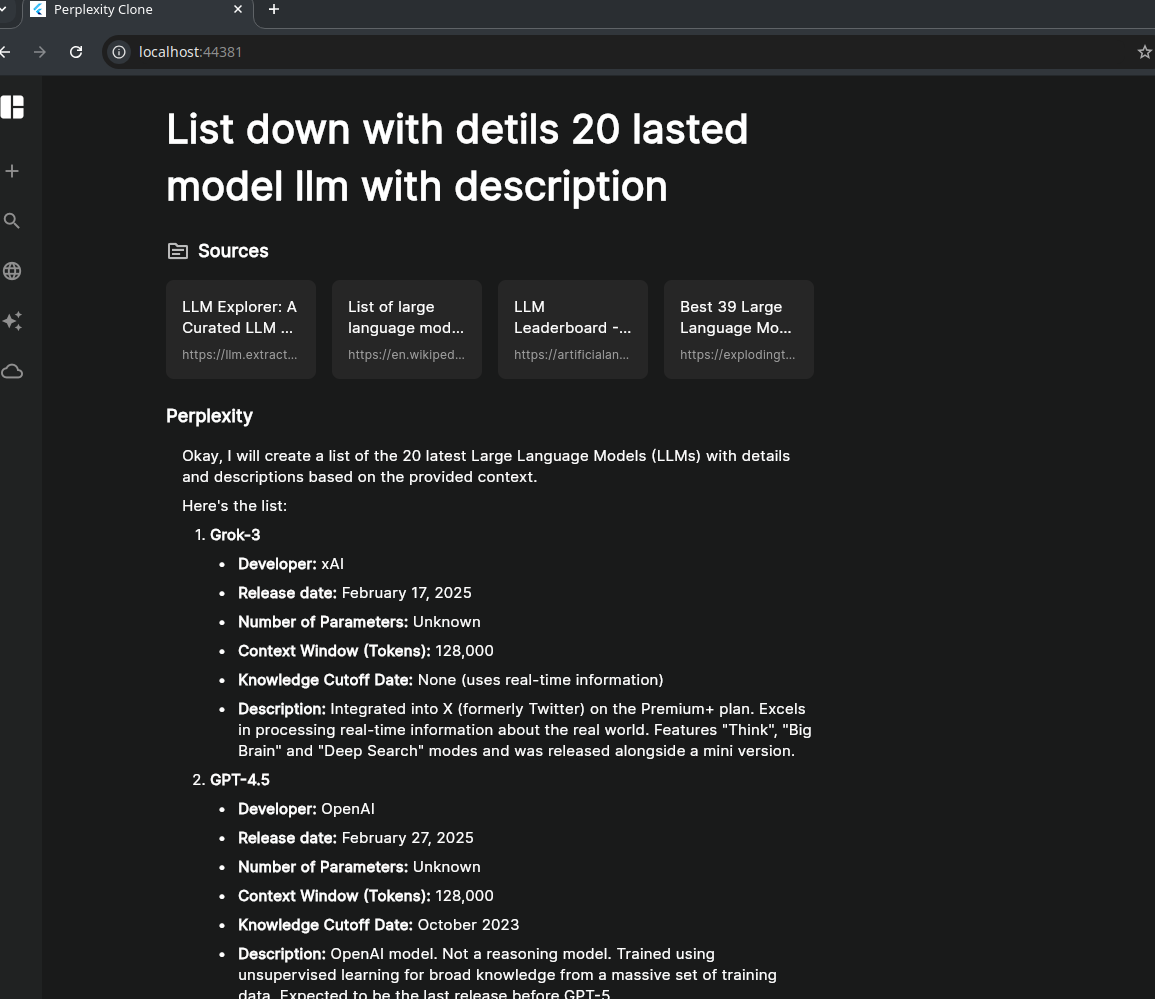 Perplexity Clone
localhost:44381
List down with detils 20 lasted
model llm with description
Sources
LLM Explorer: A
Curated LLM ...
https://llm.extract...
List of large
language mod...
https://en.wikiped...
LLM
Leaderboard -...
https://artificialan...
Best 39 Large
Language Mo...
https://explodingt...
Perplexity
Okay, I will create a list of the 20 latest Large Language Models (LLMs) with details
and descriptions based on the provided context.
Here's the list:
1. Grok-3
• Developer: xAI
• Release date: February 17, 2025
• Number of Parameters: Unknown
• Context Window (Tokens): 128,000
• Knowledge Cutoff Date: None (uses real-time information)
• Description: Integrated into X (formerly Twitter) on the Premium+ plan. Excels
in processing real-time information about the real world. Features "Think", "Big
Brain" and "Deep Search" modes and was released alongside a mini version.
2. GPT-4.5
• Developer: OpenAI
• Release date: February 27, 2025
• Number of Parameters: Unknown
• Context Window (Tokens): 128,000
• Knowledge Cutoff Date: October 2023
• Description: OpenAI model. Not a reasoning model. Trained using
unsupervised learning for broad knowledge from a massive set of training
data. Expected to be the last release before GPT-5.